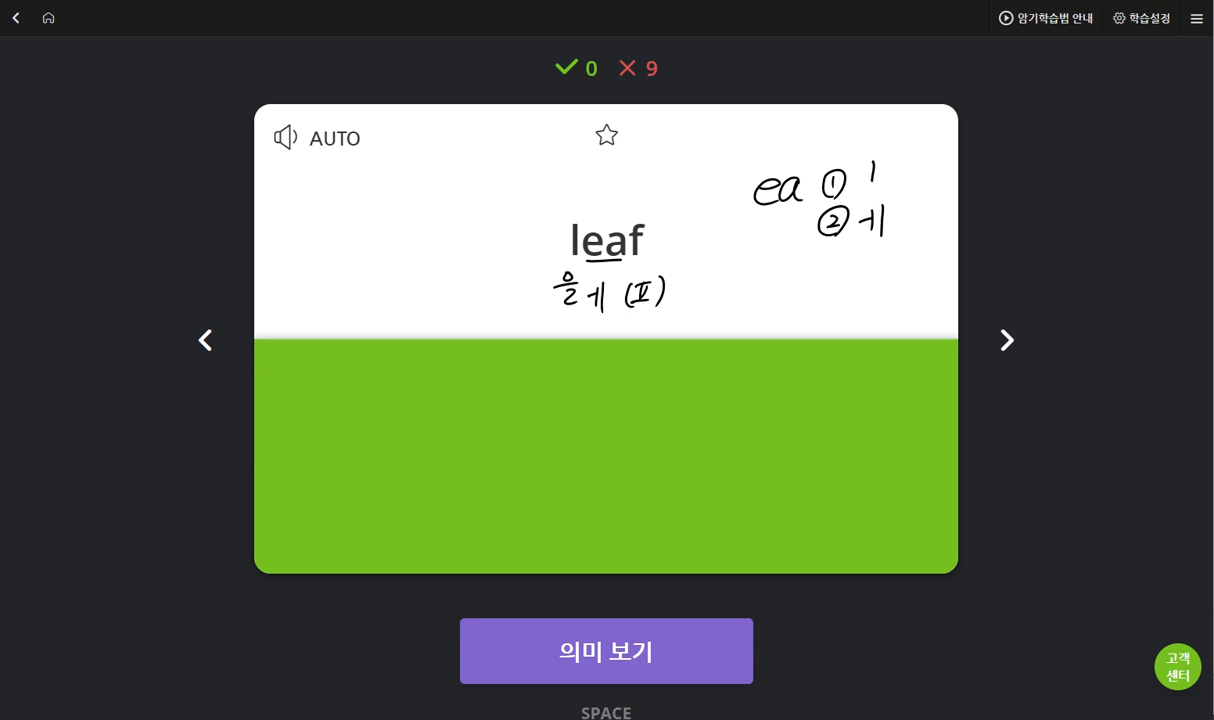 암기학습법 안내 학습설정
0 9
AUTO
ea ① ㅣ
② ㅔ
leaf
을ㅔ
의미 보기
고객
센터
SPACE